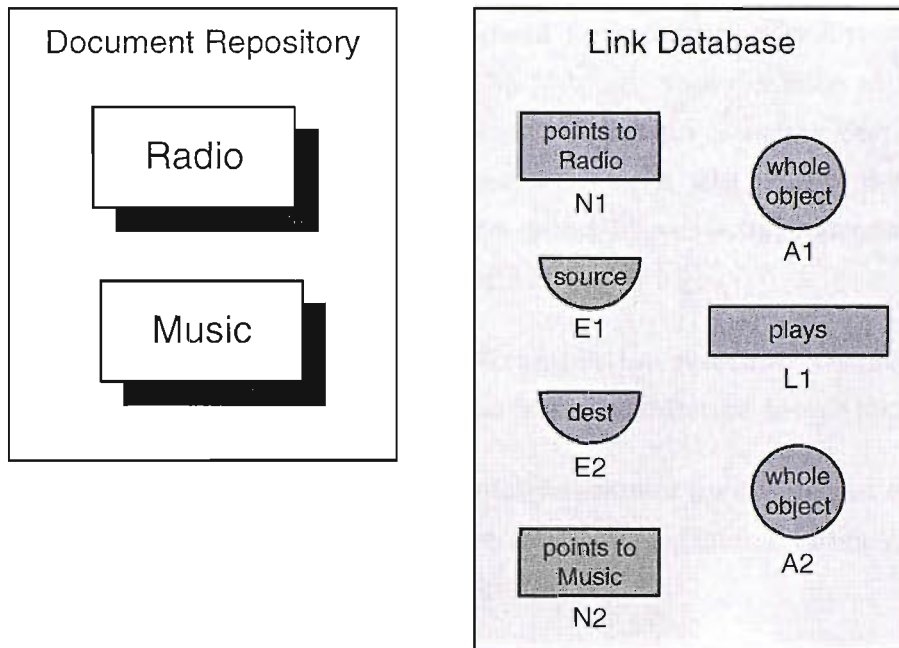 Document Repository
Radio
Music
Link Database
points to
Radio
N1
whole
object
A1
source
E1
plays
L1
dest
E2
whole
object
A2
points to
Music
N2